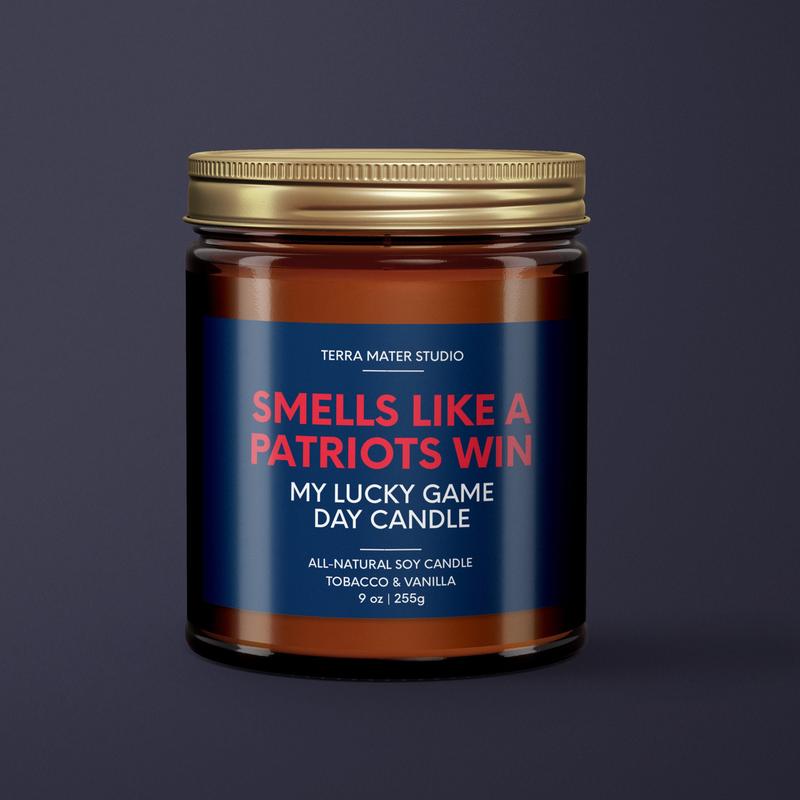 TERRA MATER STUDIO
SMELLS LIKE A
PATRIOTS WIN
MY LUCKY GAME
DAY CANDLE
ALL-NATURAL SOY CANDLE
TOBACCO & VANILLA
9 oz | 255g